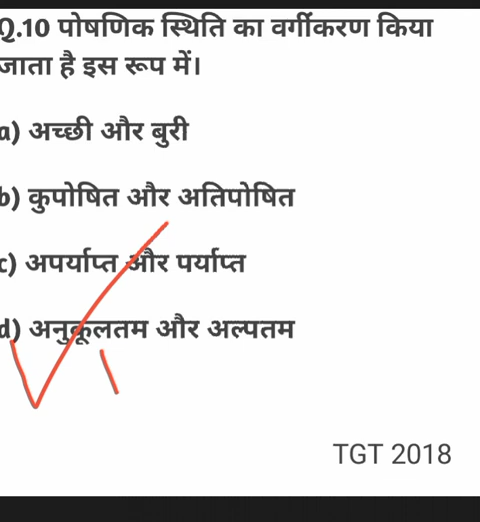 Q.10 पोषणिक स्थिति का वर्गीकरण किया
जाता है इस रूप में।
a) अच्छी और बुरी
b) कुपोषित और अतिपोषित
c) अपर्याप्त और पर्याप्त
d) अनुकूलतम और अल्पतम
TGT 2018